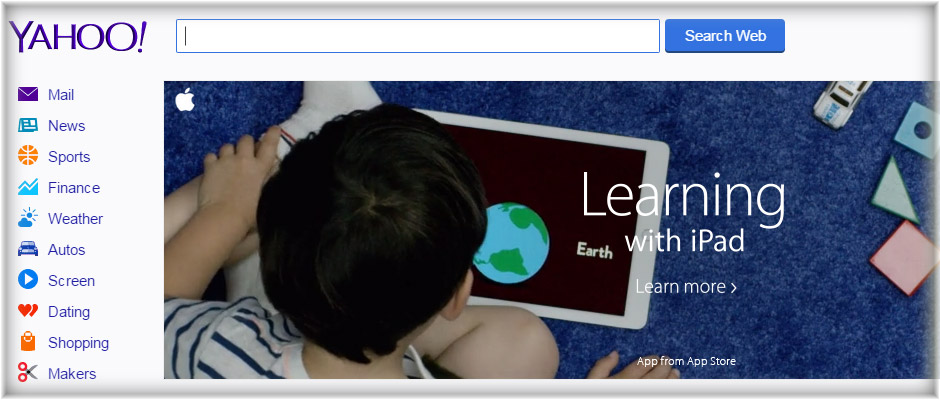 YAHOO!
Search Web
Mail
News
Sports
Finance
Weather
Autos
Screen
Dating
Shopping
Makers
Earth
Learning
with iPad
Learn more >
App from App Store